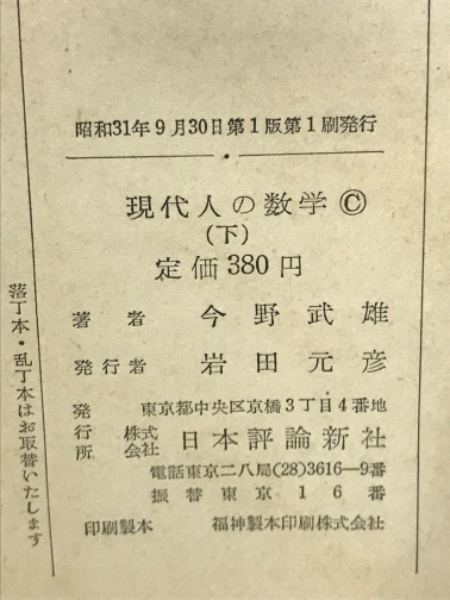 昭和31年9月30日第1版第1刷発行
現代人の数学 ©
(下)
定価 380 円
著者 今野武雄
発行者 岩田元彦
発行所 東京都中央区京橋3丁目4番地
株式会社 日本評論新社
電話東京二八局(28)3616—9番
振替東京16番
印刷製本 福神製本印刷株式会社
落丁本・乱丁本はお取替いたします